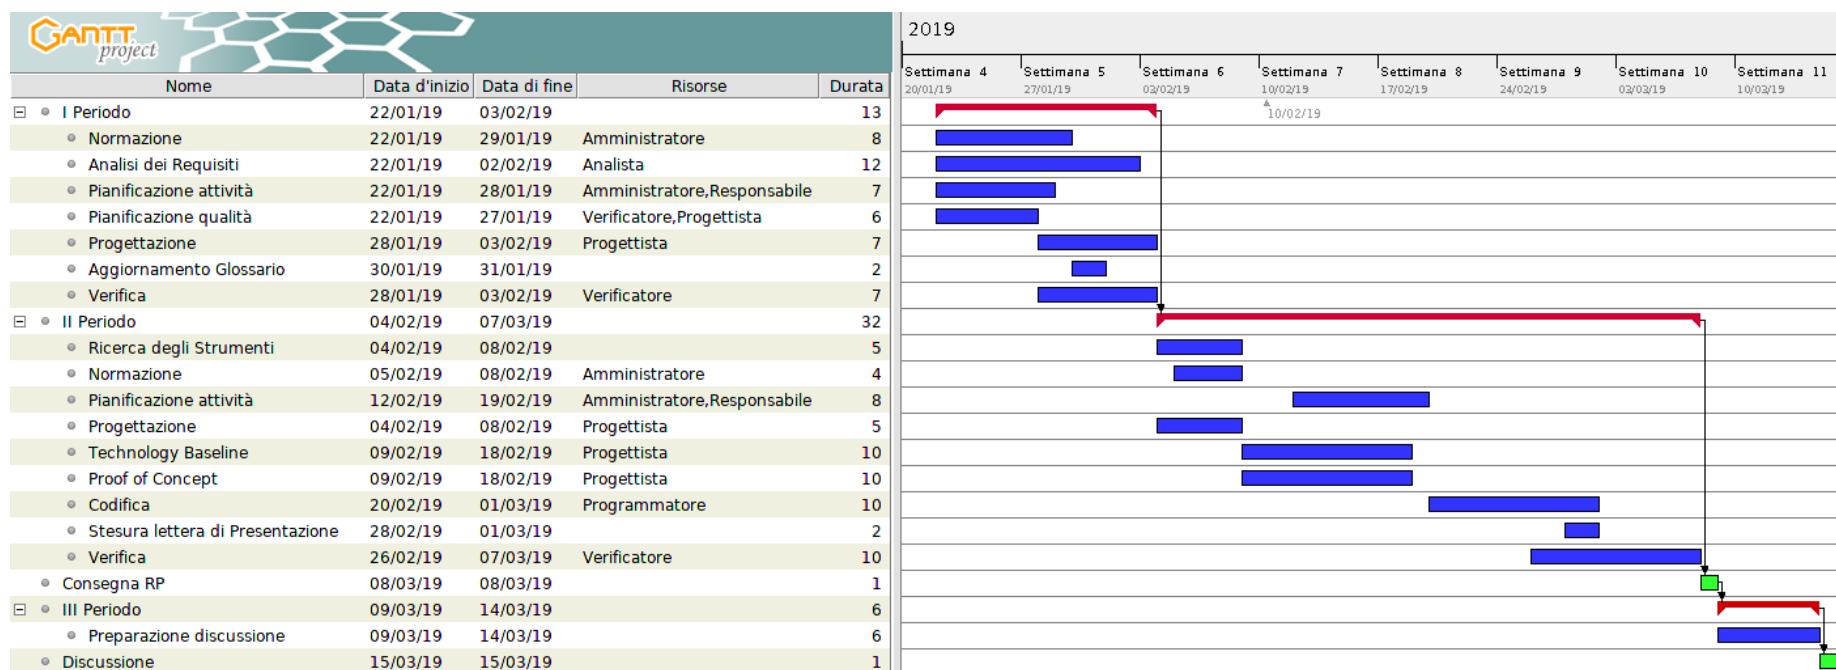 GANTT
project
2019
Settimana 4 Settimana 5 Settimana 6 Settimana 7 Settimana 8 Settimana 9 Settimana 10 Settimana 11
Nome Data d'inizio Data di fine Risorse Durata
20/01/19 27/01/19 03/02/19 10/02/19 17/02/19 24/02/19 03/03/19 10/03/19
10/02/19
I Periodo 22/01/19 03/02/19 13
Normazione 22/01/19 29/01/19 Amministratore 8
Analisi dei Requisiti 22/01/19 02/02/19 Analista 12
Pianificazione attività 22/01/19 28/01/19 Amministratore,Responsabile 7
Pianificazione qualità 22/01/19 27/01/19 Verificatore,Progettista 6
Progettazione 28/01/19 03/02/19 Progettista 7
Aggiornamento Glossario 30/01/19 31/01/19 2
Verifica 28/01/19 03/02/19 Verificatore 7
II Periodo 04/02/19 07/03/19 32
Ricerca degli Strumenti 04/02/19 08/02/19 5
Normazione 05/02/19 08/02/19 Amministratore 4
Pianificazione attività 12/02/19 19/02/19 Amministratore,Responsabile 8
Progettazione 04/02/19 08/02/19 Progettista 5
Technology Baseline 09/02/19 18/02/19 Progettista 10
Proof of Concept 09/02/19 18/02/19 Progettista 10
Codifica 20/02/19 01/03/19 Programmatore 10
Stesura lettera di Presentazione 28/02/19 01/03/19 2
Verifica 26/02/19 07/03/19 Verificatore 10
Consegna RP 08/03/19 08/03/19 1
III Periodo 09/03/19 14/03/19 6
Preparazione discussione 09/03/19 14/03/19 6
Discussione 15/03/19 15/03/19 1